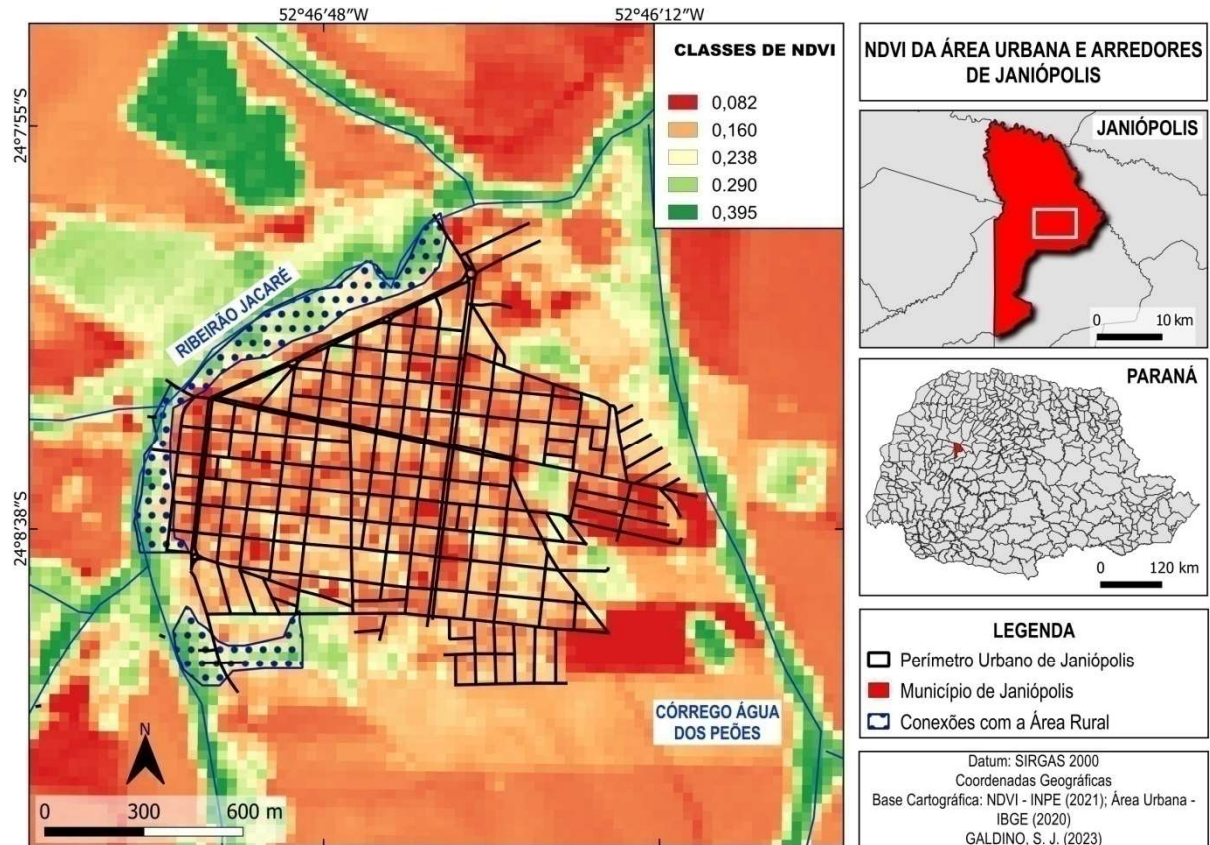 52°46'48"W
52°46'12"W
24°7'55"S
24°8'38"S
CLASSES DE NDVI
0,082
0,160
0,238
0.290
0,395
RIBEIRÃO JACARÉ
CÓRREGO ÁGUA
DOS PEÕES
N
0 300 600 m
NDVI DA ÁREA URBANA E ARREDORES
DE JANIÓPOLIS
JANIÓPOLIS
0 10 km
PARANÁ
0 120 km
LEGENDA
Perímetro Urbano de Janiópolis
Município de Janiópolis
Conexões com a Área Rural
Datum: SIRGAS 2000
Coordenadas Geográficas
Base Cartográfica: NDVI - INPE (2021); Área Urbana -
IBGE (2020)
GALDINO, S. J. (2023)